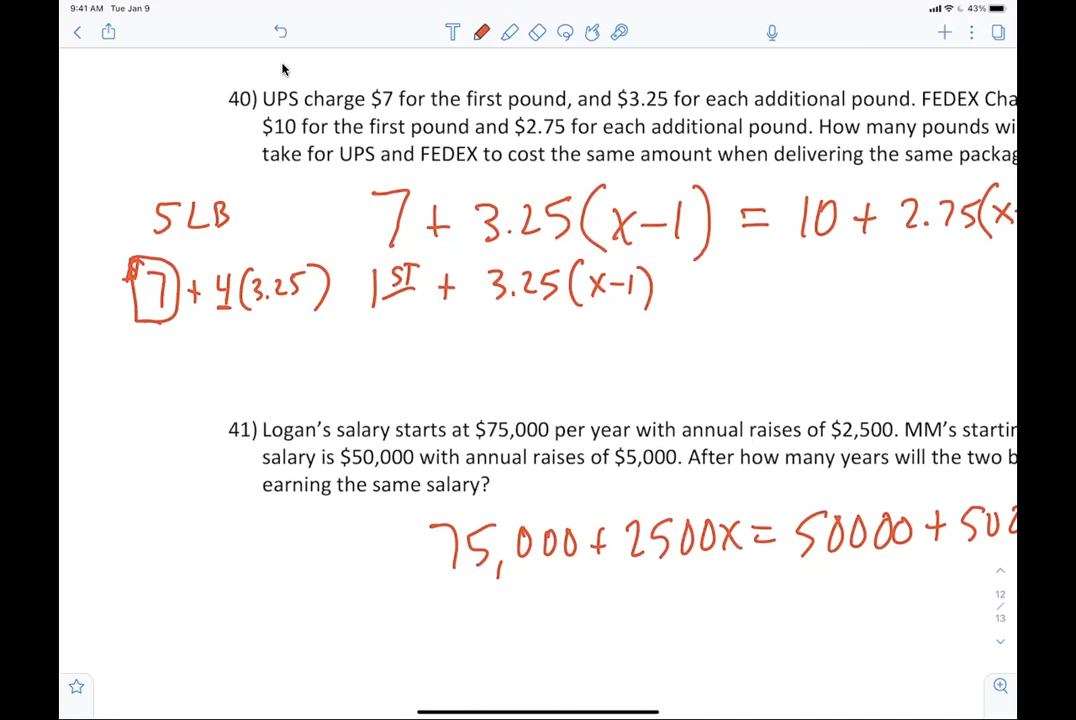 9:41 AM Tue Jan 9
43%
40) UPS charge $7 for the first pound, and $3.25 for each additional pound. FEDEX Cha
$10 for the first pound and $2.75 for each additional pound. How many pounds wi
take for UPS and FEDEX to cost the same amount when delivering the same packag
5 LB
7 + 3.25(x-1) = 10 + 2.75(x-
$7 + 4(3.25)
1ST + 3.25(x-1)
41) Logan's salary starts at $75,000 per year with annual raises of $2,500. MM's startin
salary is $50,000 with annual raises of $5,000. After how many years will the two b
earning the same salary?
75,000 + 2500x = 50000 + 500
12
/
13